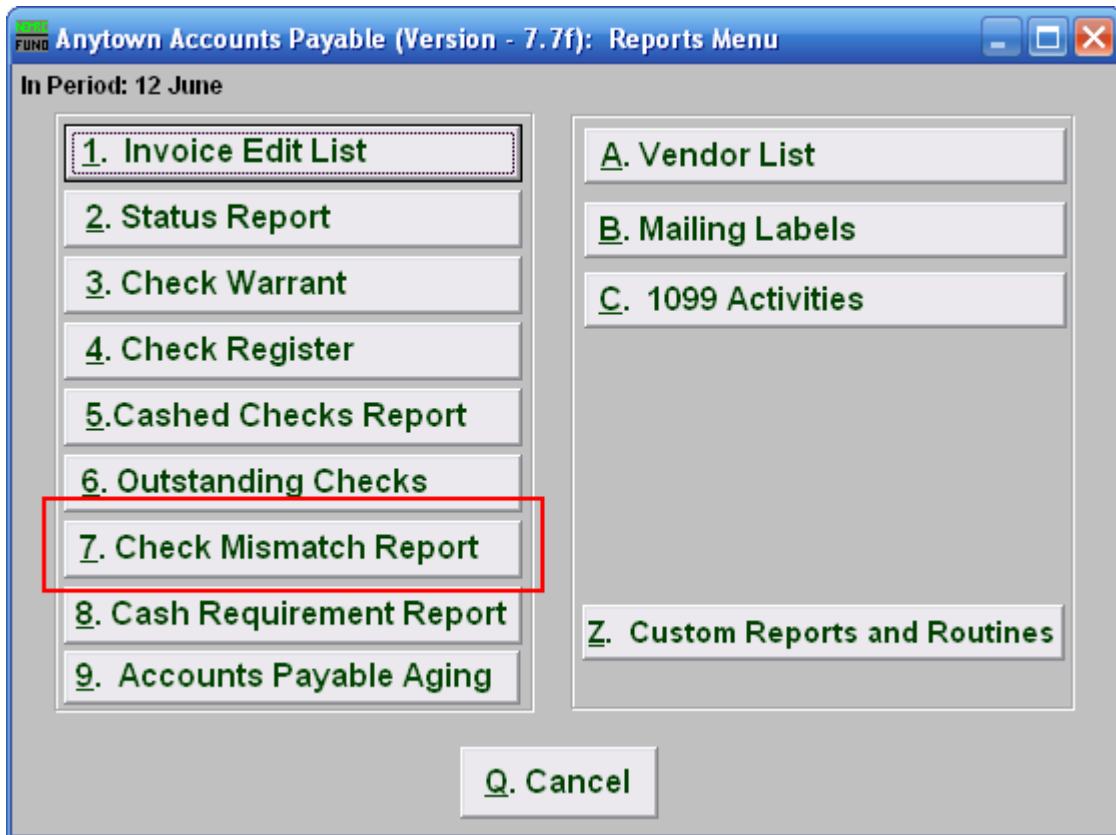 FUND Anytown Accounts Payable (Version - 7.7f): Reports Menu
In Period: 12 June
1. Invoice Edit List
2. Status Report
3. Check Warrant
4. Check Register
5.Cashed Checks Report
6. Outstanding Checks
7. Check Mismatch Report
8. Cash Requirement Report
9. Accounts Payable Aging
A. Vendor List
B. Mailing Labels
C. 1099 Activities
Z. Custom Reports and Routines
Q. Cancel